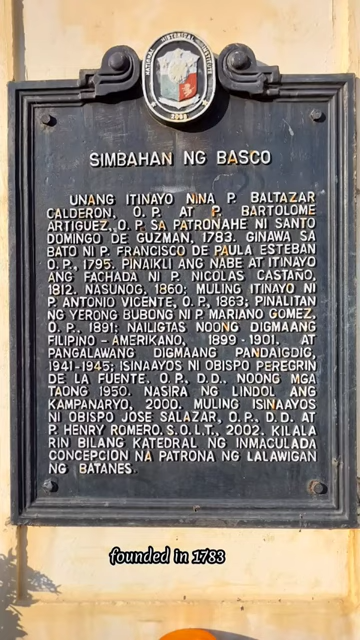 NATIONAL HISTORICAL INSTITUTE
2003
SIMBAHAN NG BASCO
UNANG ITINAYO NINA P. BALTAZAR
CALDERON, O.P. AT P. BARTOLOME
ARTIGUEZ, O.P. SA PATRONAHE NI SANTO
DOMINGO DE GUZMAN, 1783. GINAWA SA
BATO NI P. FRANCISCO DE PAULA ESTEBAN
O.P., 1795. PINAIKLI ANG NABE AT ITINAYO
ANG FACHADA NI P. NICOLAS CASTAÑO,
1812. NASUNOG, 1860; MULING ITINAYO NI
P. ANTONIO VICENTE, O.P., 1863; PINALITAN
NG YERONG BUBONG NI P. MARIANO GOMEZ,
O.P., 1891; NAILIGTAS NOONG DIGMAANG
FILIPINO - AMERIKANO, 1899-1901, AT
PANGALAWANG DIGMAANG PANDAIGDIG,
1941-1945; ISINAAYOS NI OBISPO PEREGRIN
DE LA FUENTE, O.P., D.D. NOONG MGA
TAONG 1950. NASIRA NG LINDOL ANG
KAMPANARYO, 2000. MULING ISINAAYOS
NI OBISPO JOSE SALAZAR, O.P., D.D. AT
P. HENRY ROMERO, S.O.L.T., 2002. KILALA
RIN BILANG KATEDRAL NG INMACULADA
CONCEPCION NA PATRONA NG LALAWIGAN
NG BATANES.
founded in 1783